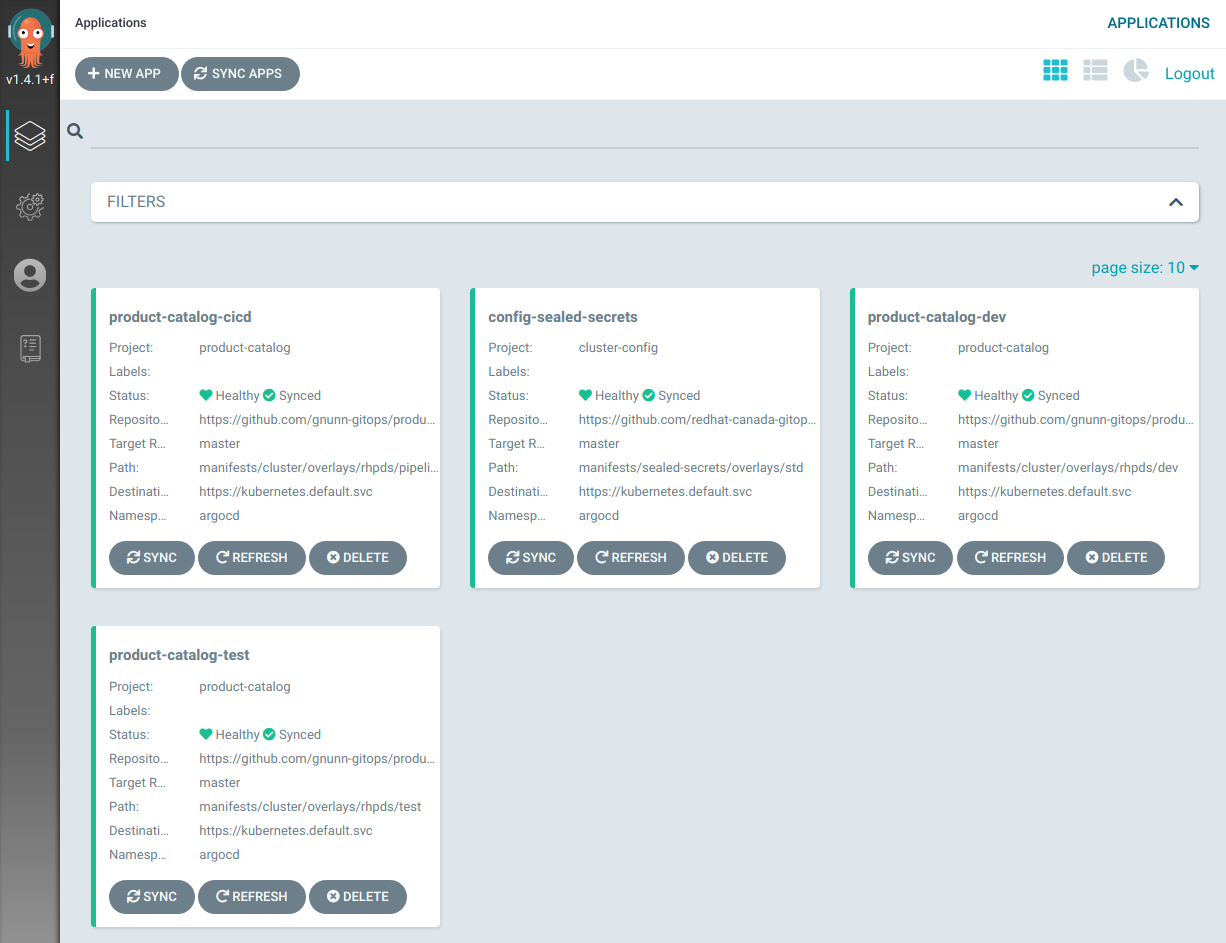 v1.4.1+f
Applications
APPLICATIONS
NEW APP
SYNC APPS
Logout
FILTERS
page size: 10
product-catalog-cicd
Project: product-catalog
Labels:
Status: Healthy Synced
Reposito... https://github.com/gnunn-gitops/produ...
Target R... master
Path: manifests/cluster/overlays/rhpds/pipeli...
Destinati... https://kubernetes.default.svc
Namesp... argocd
SYNC REFRESH DELETE
config-sealed-secrets
Project: cluster-config
Labels:
Status: Healthy Synced
Reposito... https://github.com/redhat-canada-gitop...
Target R... master
Path: manifests/sealed-secrets/overlays/std
Destinati... https://kubernetes.default.svc
Namesp... argocd
SYNC REFRESH DELETE
product-catalog-dev
Project: product-catalog
Labels:
Status: Healthy Synced
Reposito... https://github.com/gnunn-gitops/produ...
Target R... master
Path: manifests/cluster/overlays/rhpds/dev
Destinati... https://kubernetes.default.svc
Namesp... argocd
SYNC REFRESH DELETE
product-catalog-test
Project: product-catalog
Labels:
Status: Healthy Synced
Reposito... https://github.com/gnunn-gitops/produ...
Target R... master
Path: manifests/cluster/overlays/rhpds/test
Destinati... https://kubernetes.default.svc
Namesp... argocd
SYNC REFRESH DELETE